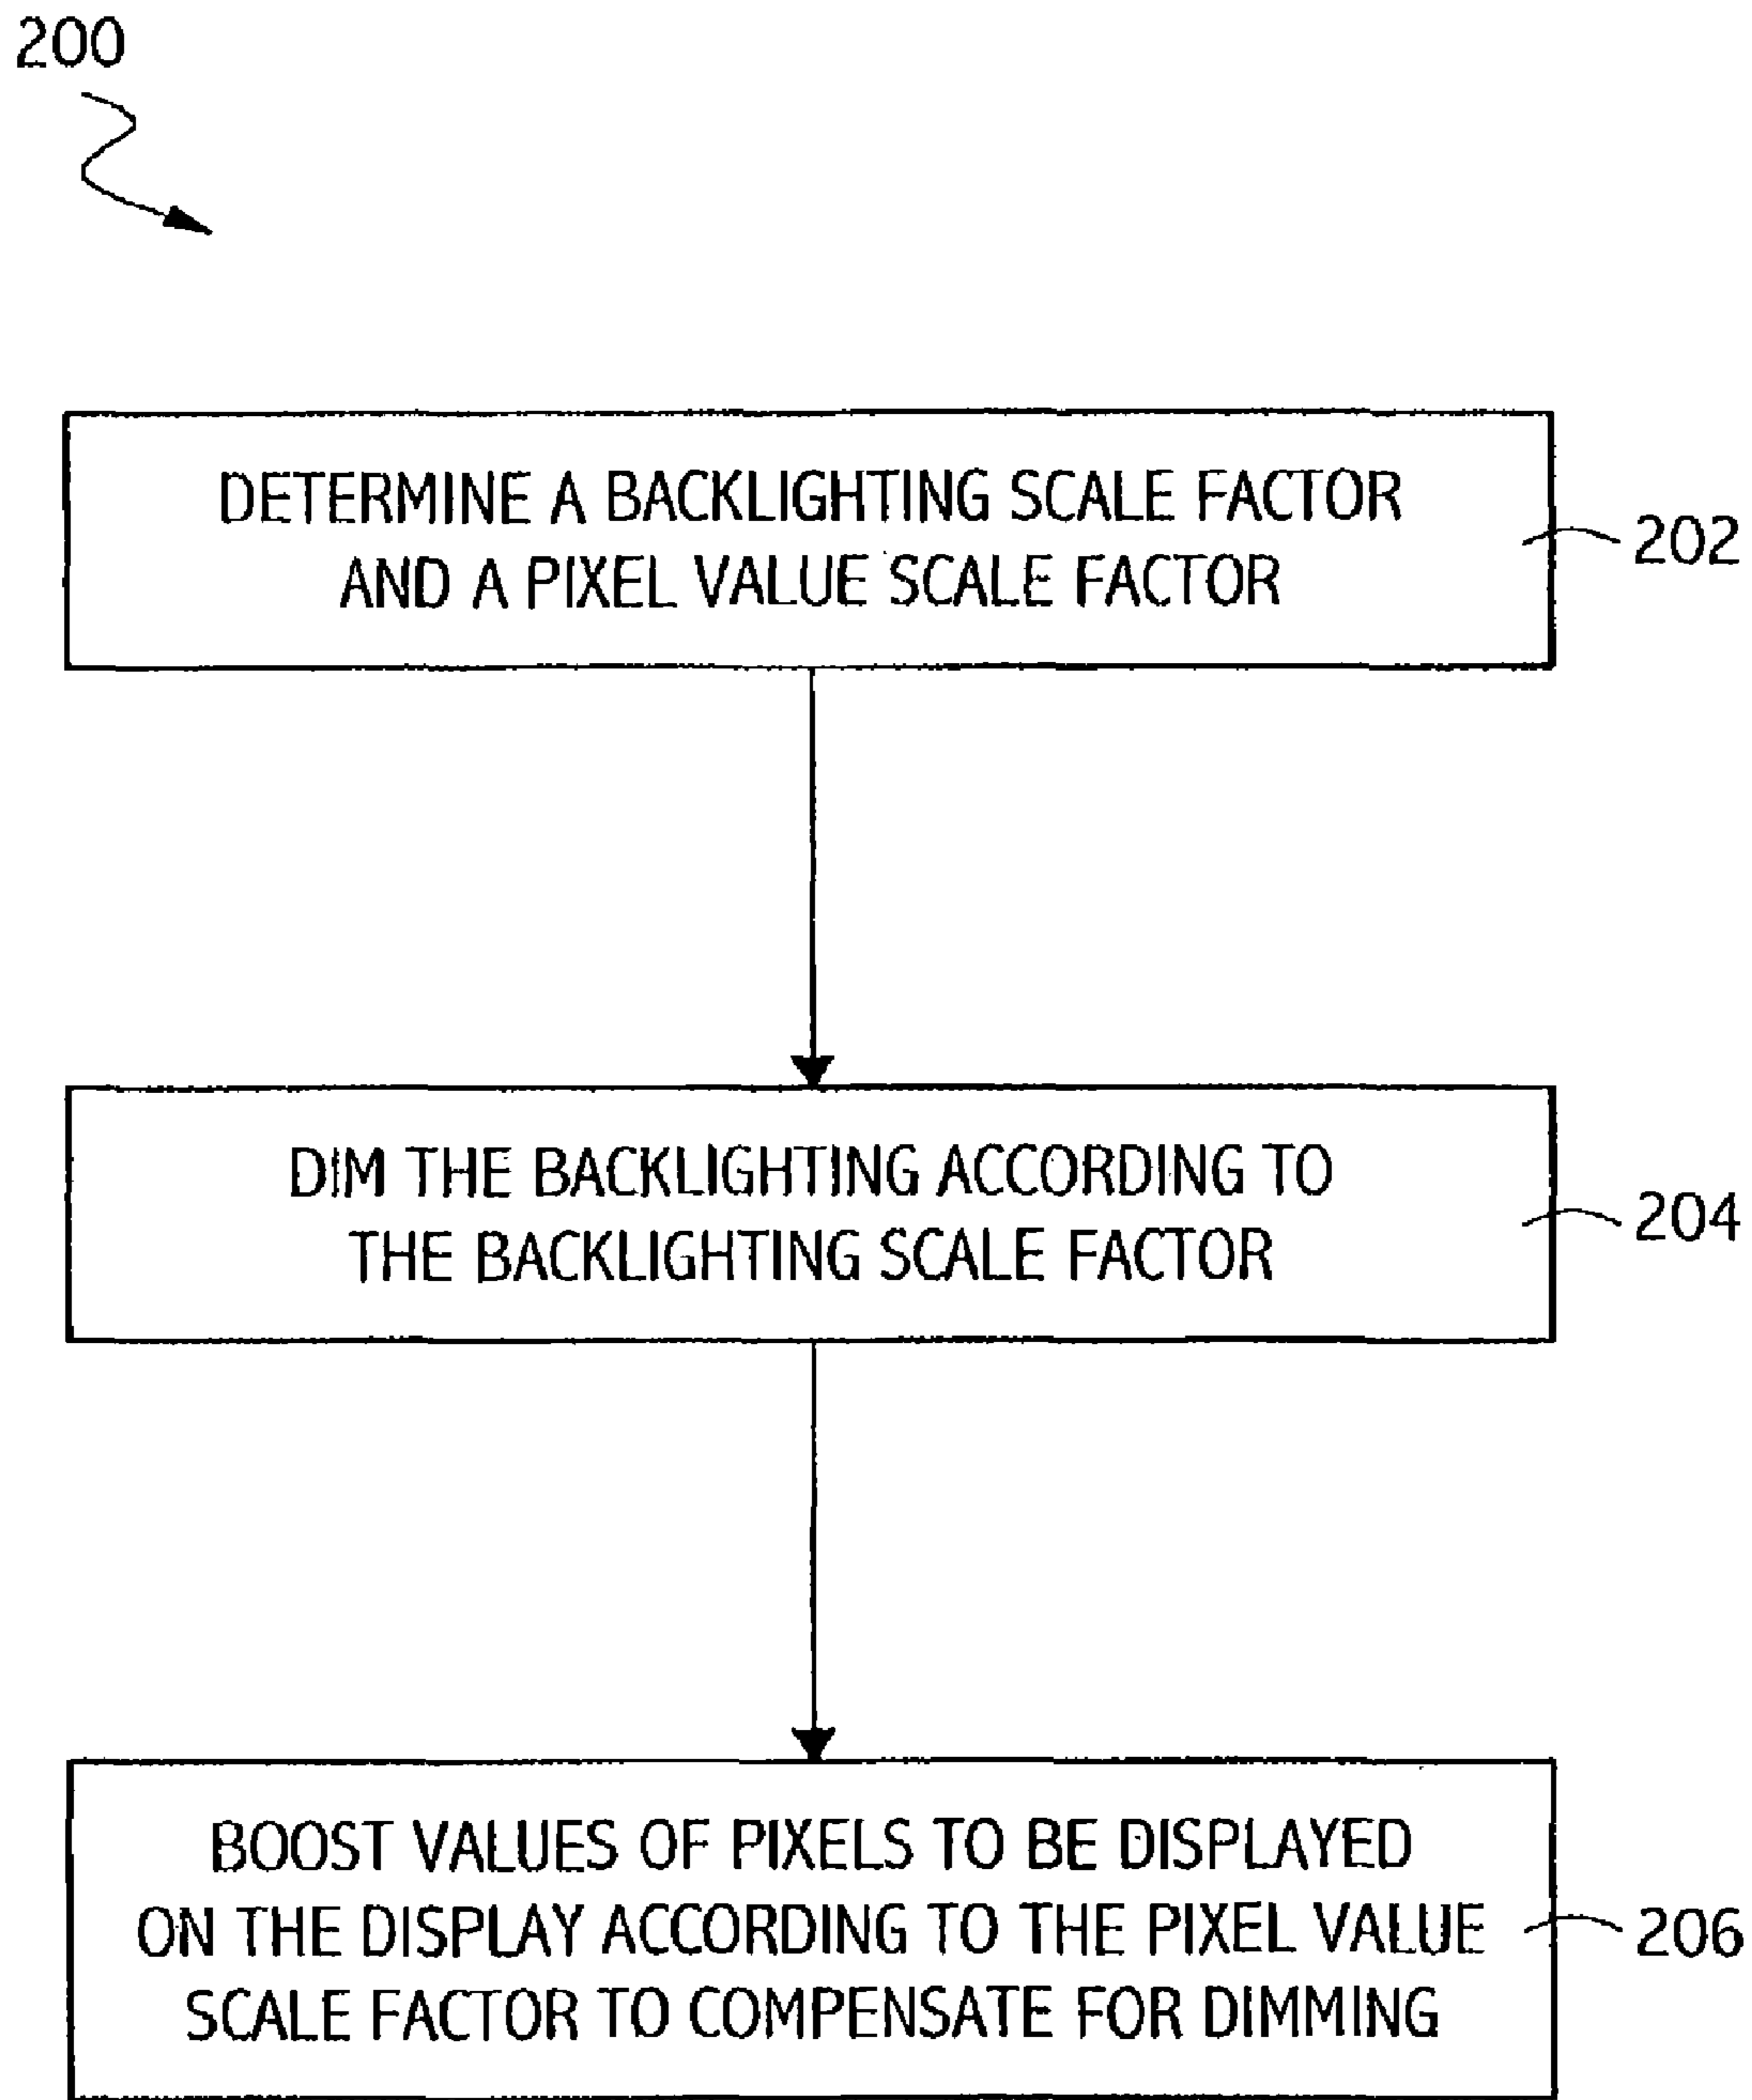 200
DETERMINE A BACKLIGHTING SCALE FACTOR
AND A PIXEL VALUE SCALE FACTOR
202
DIM THE BACKLIGHTING ACCORDING TO
THE BACKLIGHTING SCALE FACTOR
204
BOOST VALUES OF PIXELS TO BE DISPLAYED
ON THE DISPLAY ACCORDING TO THE PIXEL VALUE
SCALE FACTOR TO COMPENSATE FOR DIMMING
206